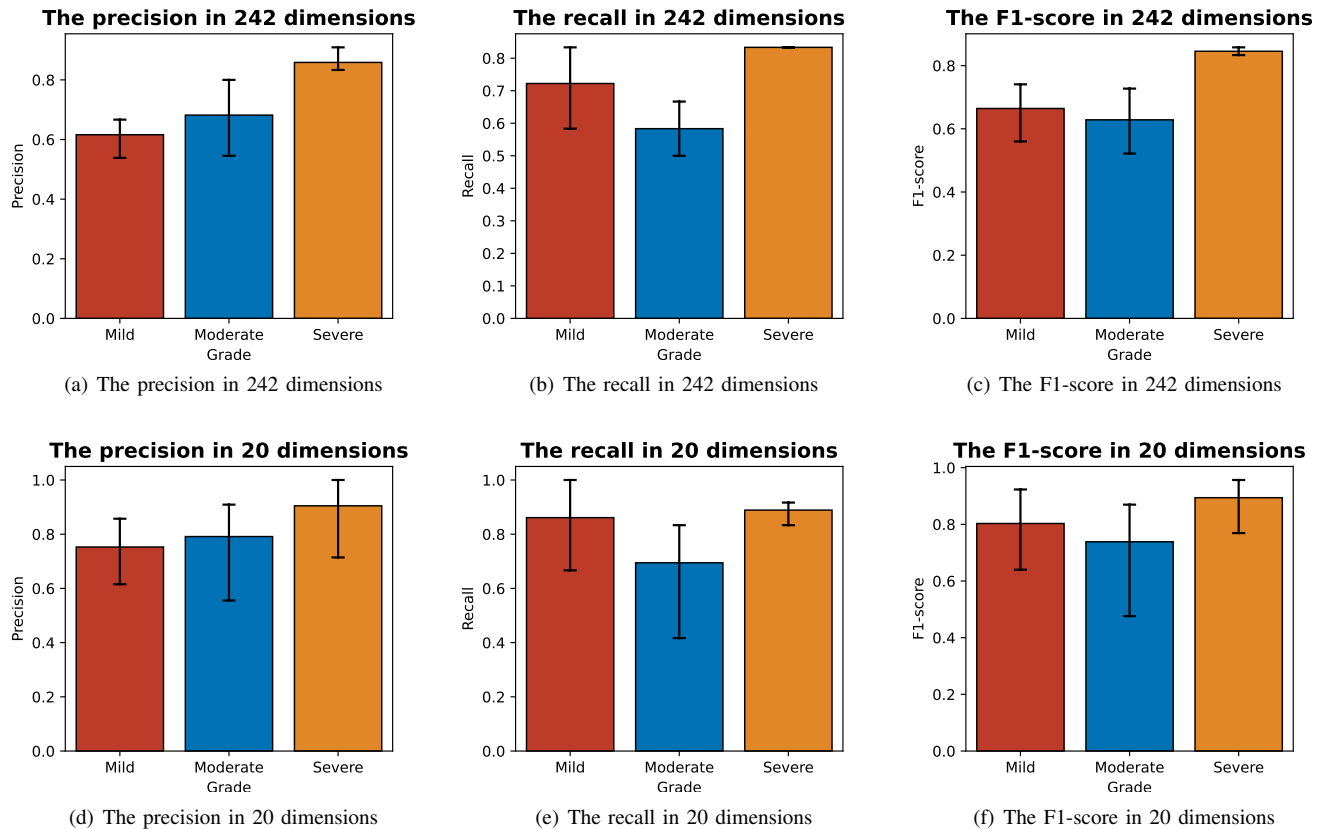 The precision in 242 dimensions
Precision
0.8
0.6
0.4
0.2
0.0
Mild Moderate Severe
Grade
(a) The precision in 242 dimensions
The recall in 242 dimensions
Recall
0.8
0.7
0.6
0.5
0.4
0.3
0.2
0.1
0.0
Mild Moderate Severe
Grade
(b) The recall in 242 dimensions
The F1-score in 242 dimensions
F1-score
0.8
0.6
0.4
0.2
0.0
Mild Moderate Severe
Grade
(c) The F1-score in 242 dimensions
The precision in 20 dimensions
Precision
1.0
0.8
0.6
0.4
0.2
0.0
Mild Moderate Severe
Grade
(d) The precision in 20 dimensions
The recall in 20 dimensions
Recall
1.0
0.8
0.6
0.4
0.2
0.0
Mild Moderate Severe
Grade
(e) The recall in 20 dimensions
The F1-score in 20 dimensions
F1-score
1.0
0.8
0.6
0.4
0.2
0.0
Mild Moderate Severe
Grade
(f) The F1-score in 20 dimensions